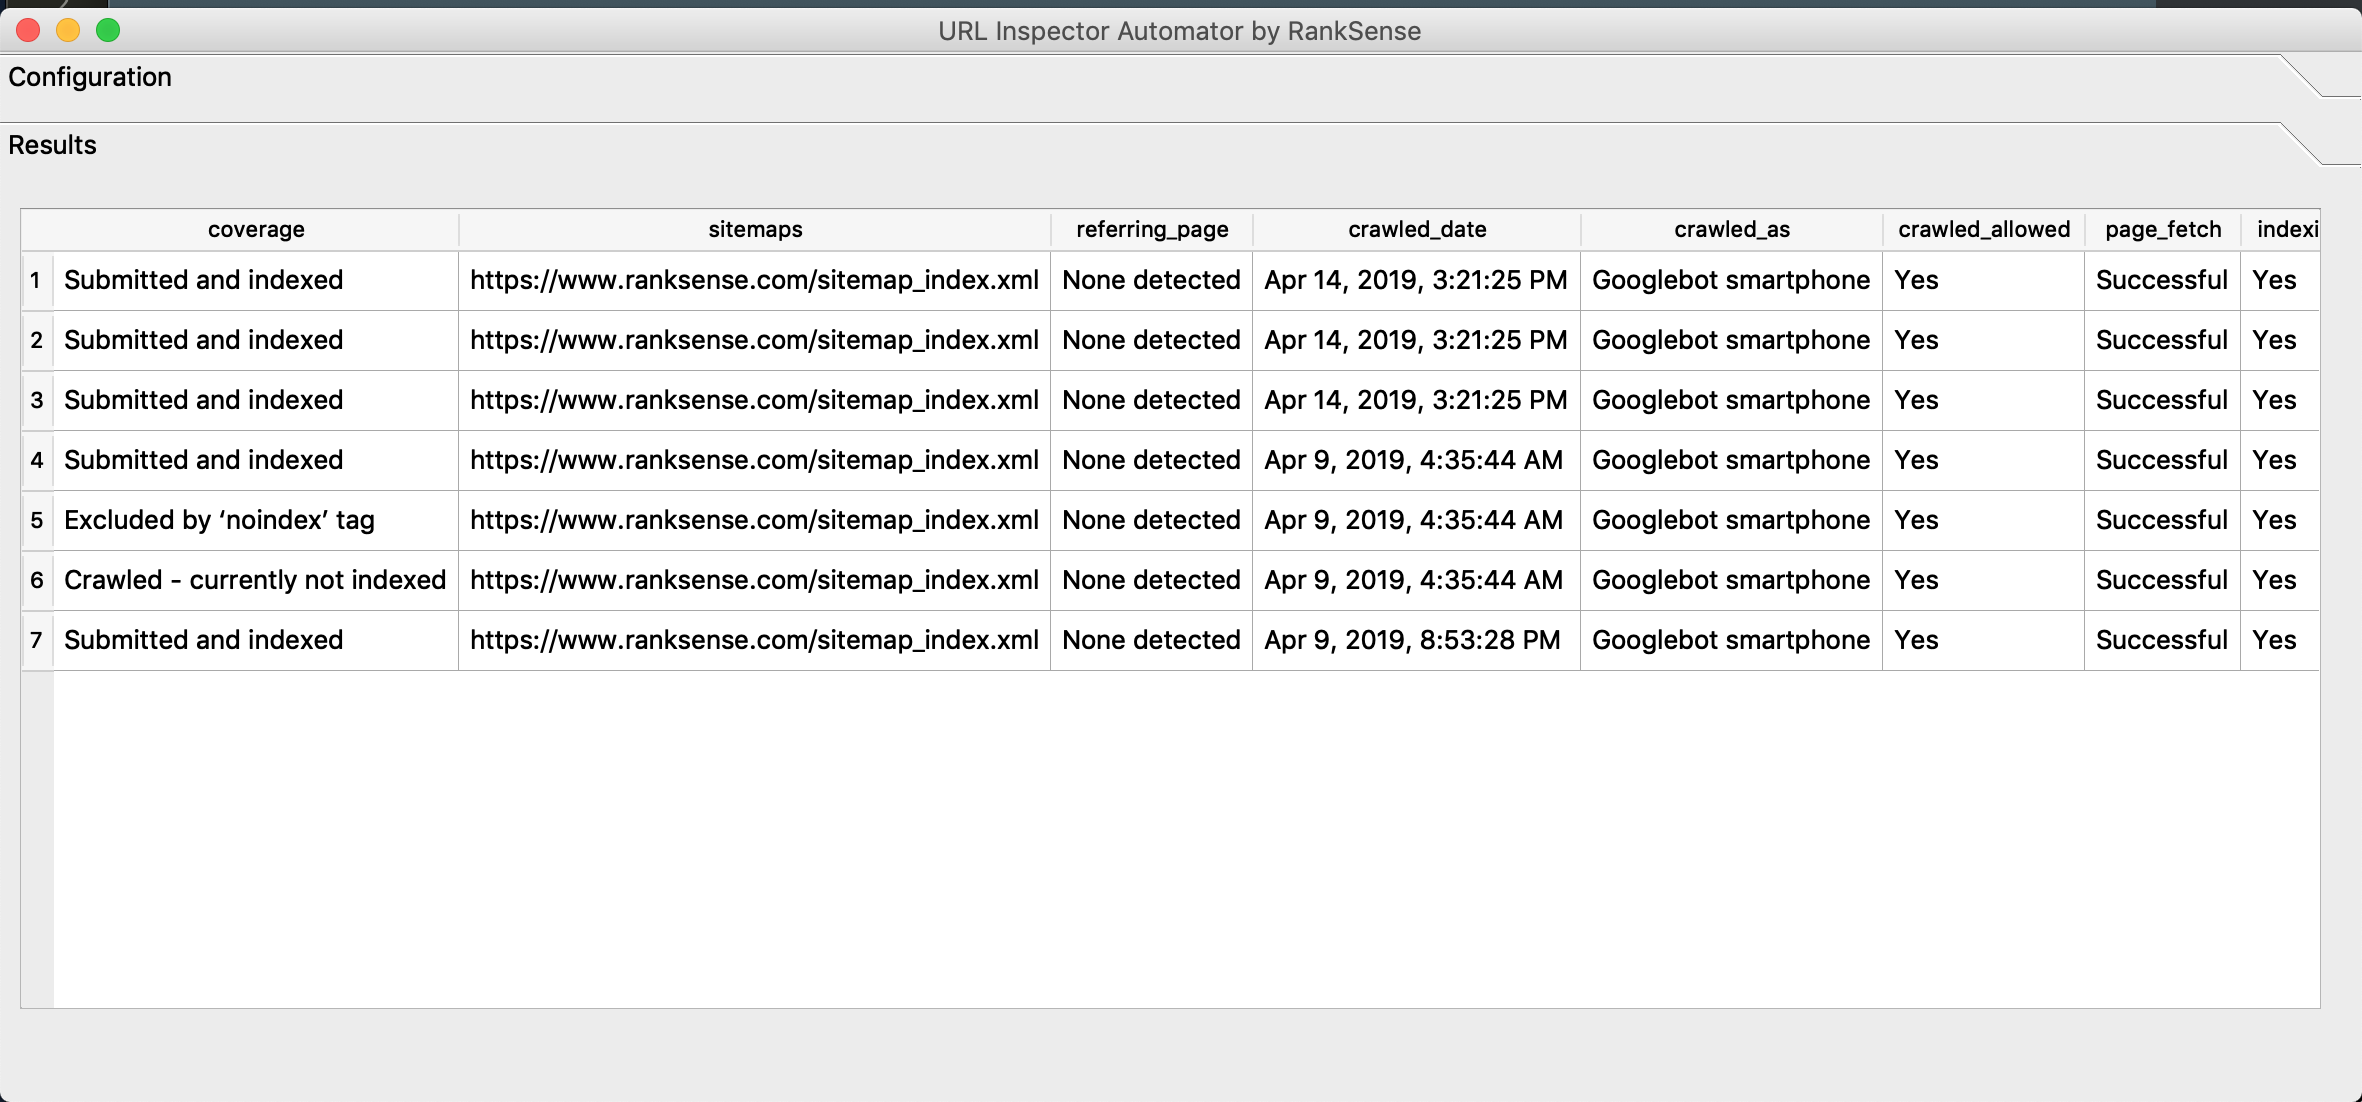 URL Inspector Automator by RankSense
Configuration
Results
coverage sitemaps referring_page crawled_date crawled_as crawled_allowed page_fetch indexi
1 Submitted and indexed https://www.ranksense.com/sitemap_index.xml None detected Apr 14, 2019, 3:21:25 PM Googlebot smartphone Yes Successful Yes
2 Submitted and indexed https://www.ranksense.com/sitemap_index.xml None detected Apr 14, 2019, 3:21:25 PM Googlebot smartphone Yes Successful Yes
3 Submitted and indexed https://www.ranksense.com/sitemap_index.xml None detected Apr 14, 2019, 3:21:25 PM Googlebot smartphone Yes Successful Yes
4 Submitted and indexed https://www.ranksense.com/sitemap_index.xml None detected Apr 9, 2019, 4:35:44 AM Googlebot smartphone Yes Successful Yes
5 Excluded by ‘noindex’ tag https://www.ranksense.com/sitemap_index.xml None detected Apr 9, 2019, 4:35:44 AM Googlebot smartphone Yes Successful Yes
6 Crawled - currently not indexed https://www.ranksense.com/sitemap_index.xml None detected Apr 9, 2019, 4:35:44 AM Googlebot smartphone Yes Successful Yes
7 Submitted and indexed https://www.ranksense.com/sitemap_index.xml None detected Apr 9, 2019, 8:53:28 PM Googlebot smartphone Yes Successful Yes